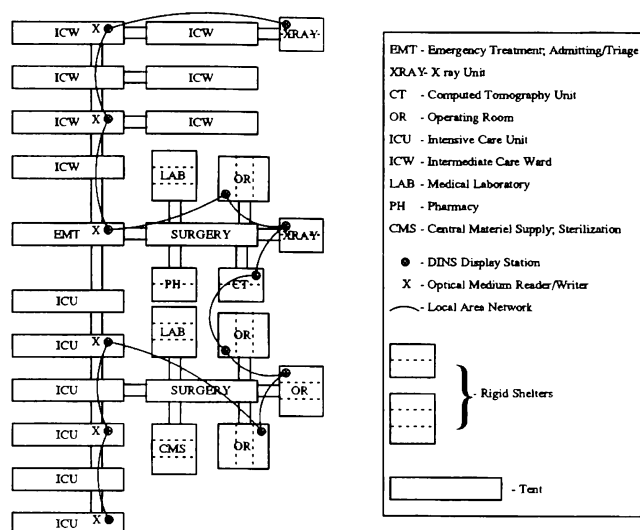 ICW X ICW XRAY
ICW ICW
ICW X ICW
ICW LAB OR
EMT X SURGERY XRAY
PH CT
ICU LAB OR
ICU X
ICU SURGERY OR
ICU X CMS OR
ICU
ICU X
EMT - Emergency Treatment; Admitting/Triage
XRAY- X ray Unit
CT - Computed Tomography Unit
OR - Operating Room
ICU - Intensive Care Unit
ICW - Intermediate Care Ward
LAB - Medical Laboratory
PH - Pharmacy
CMS - Central Materiel Supply; Sterilization
- DINS Display Station
X - Optical Medium Reader/Writer
- Local Area Network
- Rigid Shelters
- Tent